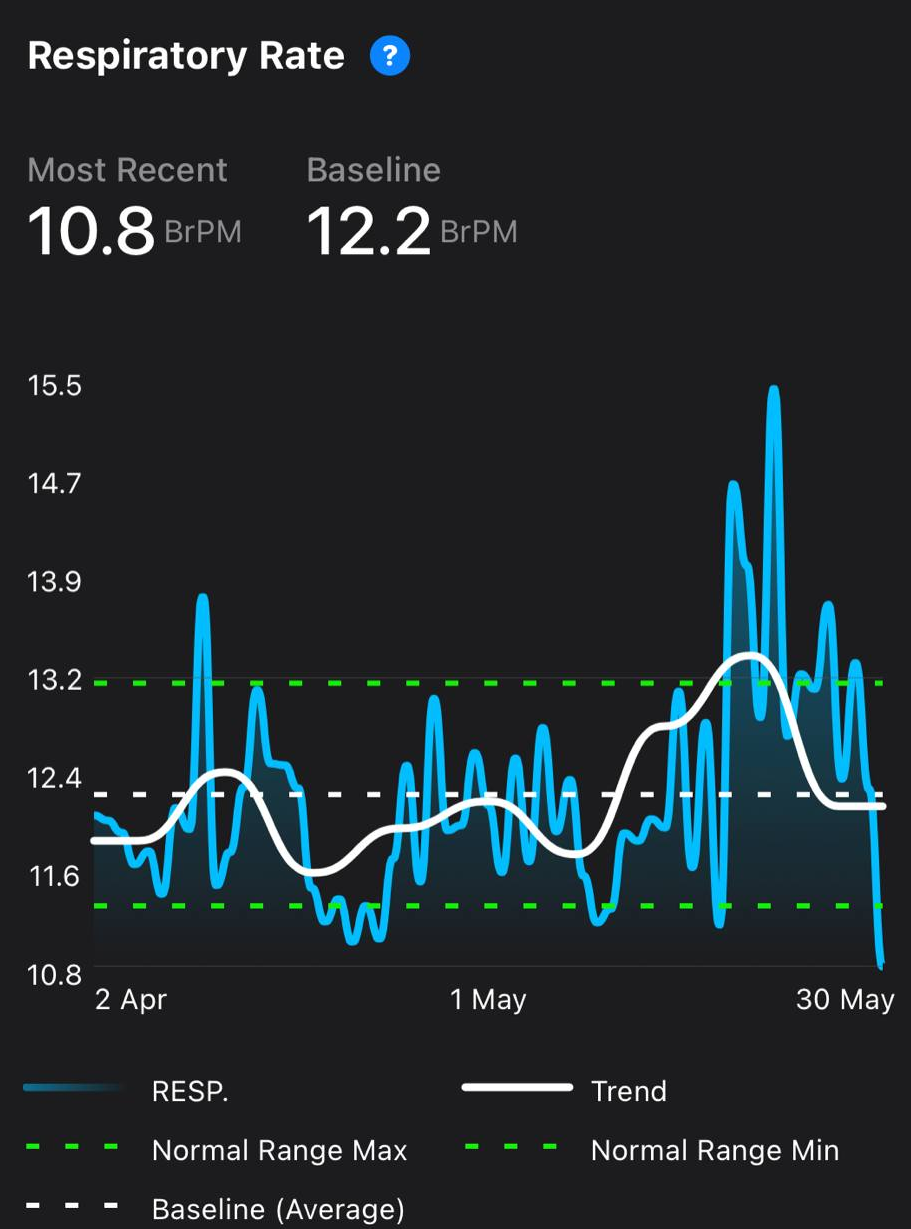 Respiratory Rate ?
Most Recent Baseline
10.8 BrPM 12.2 BrPM
15.5
14.7
13.9
13.2
12.4
11.6
10.8
2 Apr 1 May 30 May
RESP. Trend
Normal Range Max Normal Range Min
Baseline (Average)